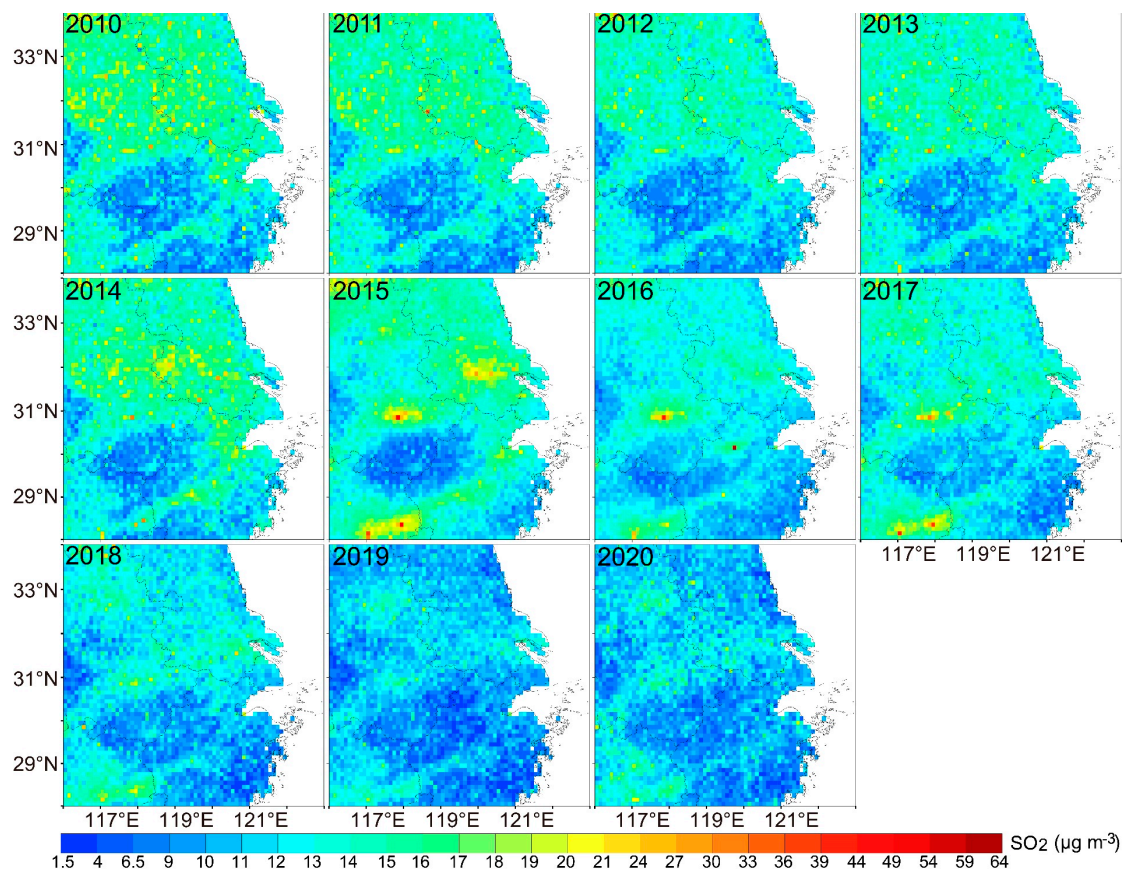 2010 2011 2012 2013
33°N
31°N
29°N
2014 2015 2016 2017
33°N
31°N
29°N
117°E 119°E 121°E
2018 2019 2020
33°N
31°N
29°N
117°E 119°E 121°E 117°E 119°E 121°E 117°E 119°E 121°E
SO2 (µg m-3)
1.5 4 6.5 9 10 11 12 13 14 15 16 17 18 19 20 21 24 27 30 33 36 39 44 49 54 59 64